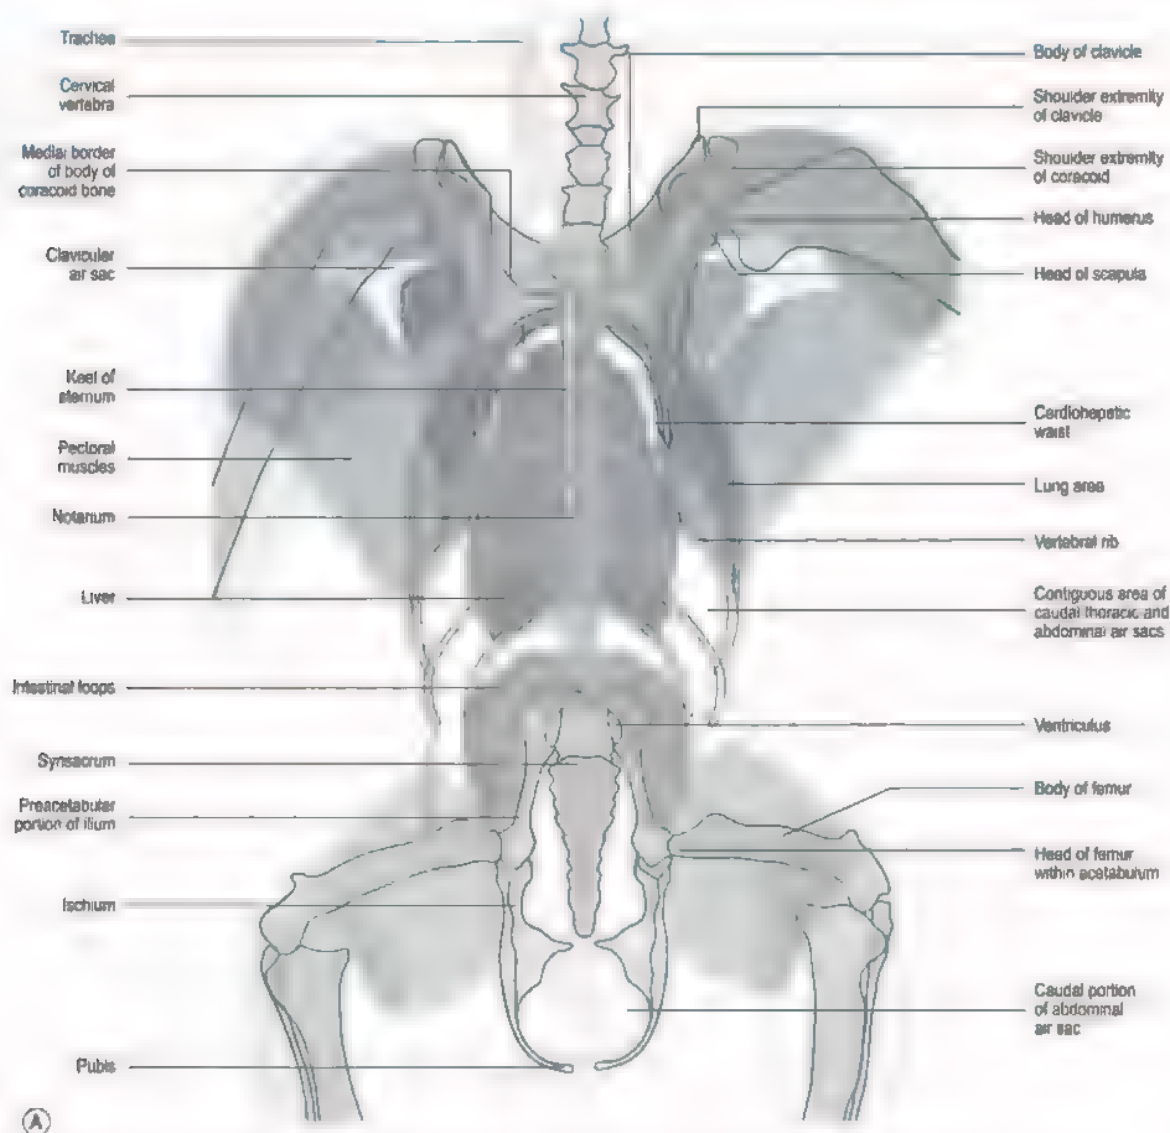 Trachea
Cervical
vertebra
Medial border
of body of
coracoid bone
Clavicular
air sac
Keel of
sternum
Pectoral
muscles
Notarium
Liver
Intestinal loops
Synsacrum
Preacetabular
portion of ilium
Ischium
Pubis
Body of clavicle
Shoulder extremity
of clavicle
Shoulder extremity
of coracoid
Head of humerus
Head of scapula
Cardiohepatic
waist
Lung area
Vertebral rib
Contiguous area of
caudal thoracic and
abdominal air sacs
Ventriculus
Body of femur
Head of femur
within acetabulum
Caudal portion
of abdominal
air sac
A